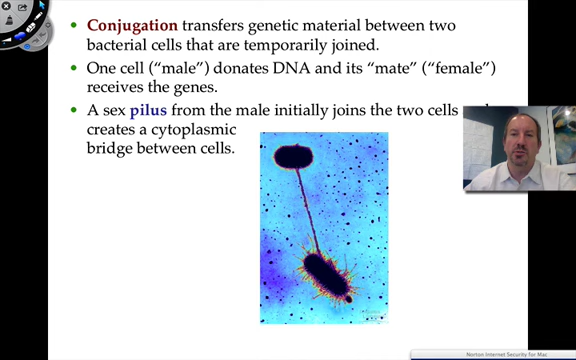 • Conjugation transfers genetic material between two
bacterial cells that are temporarily joined.
• One cell (“male”) donates DNA and its “mate” (“female”)
receives the genes.
• A sex pilus from the male initially joins the two cells
creates a cytoplasmic
bridge between cells.
Norton Internet Security for Mac